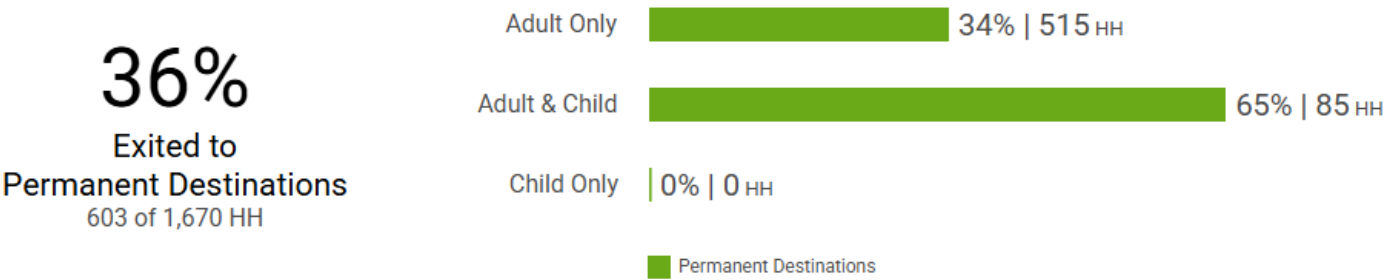 36%
Exited to
Permanent Destinations
603 of 1,670 HH
Adult Only 34% | 515 HH
Adult & Child 65% | 85 HH
Child Only 0% | 0 HH
Permanent Destinations